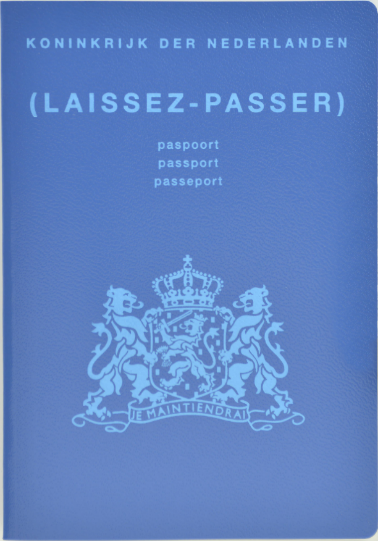 KONINKRIJK DER NEDERLANDEN
(LAISSEZ-PASSER)
paspoort
passport
passeport
JE MAINTIENDRAI